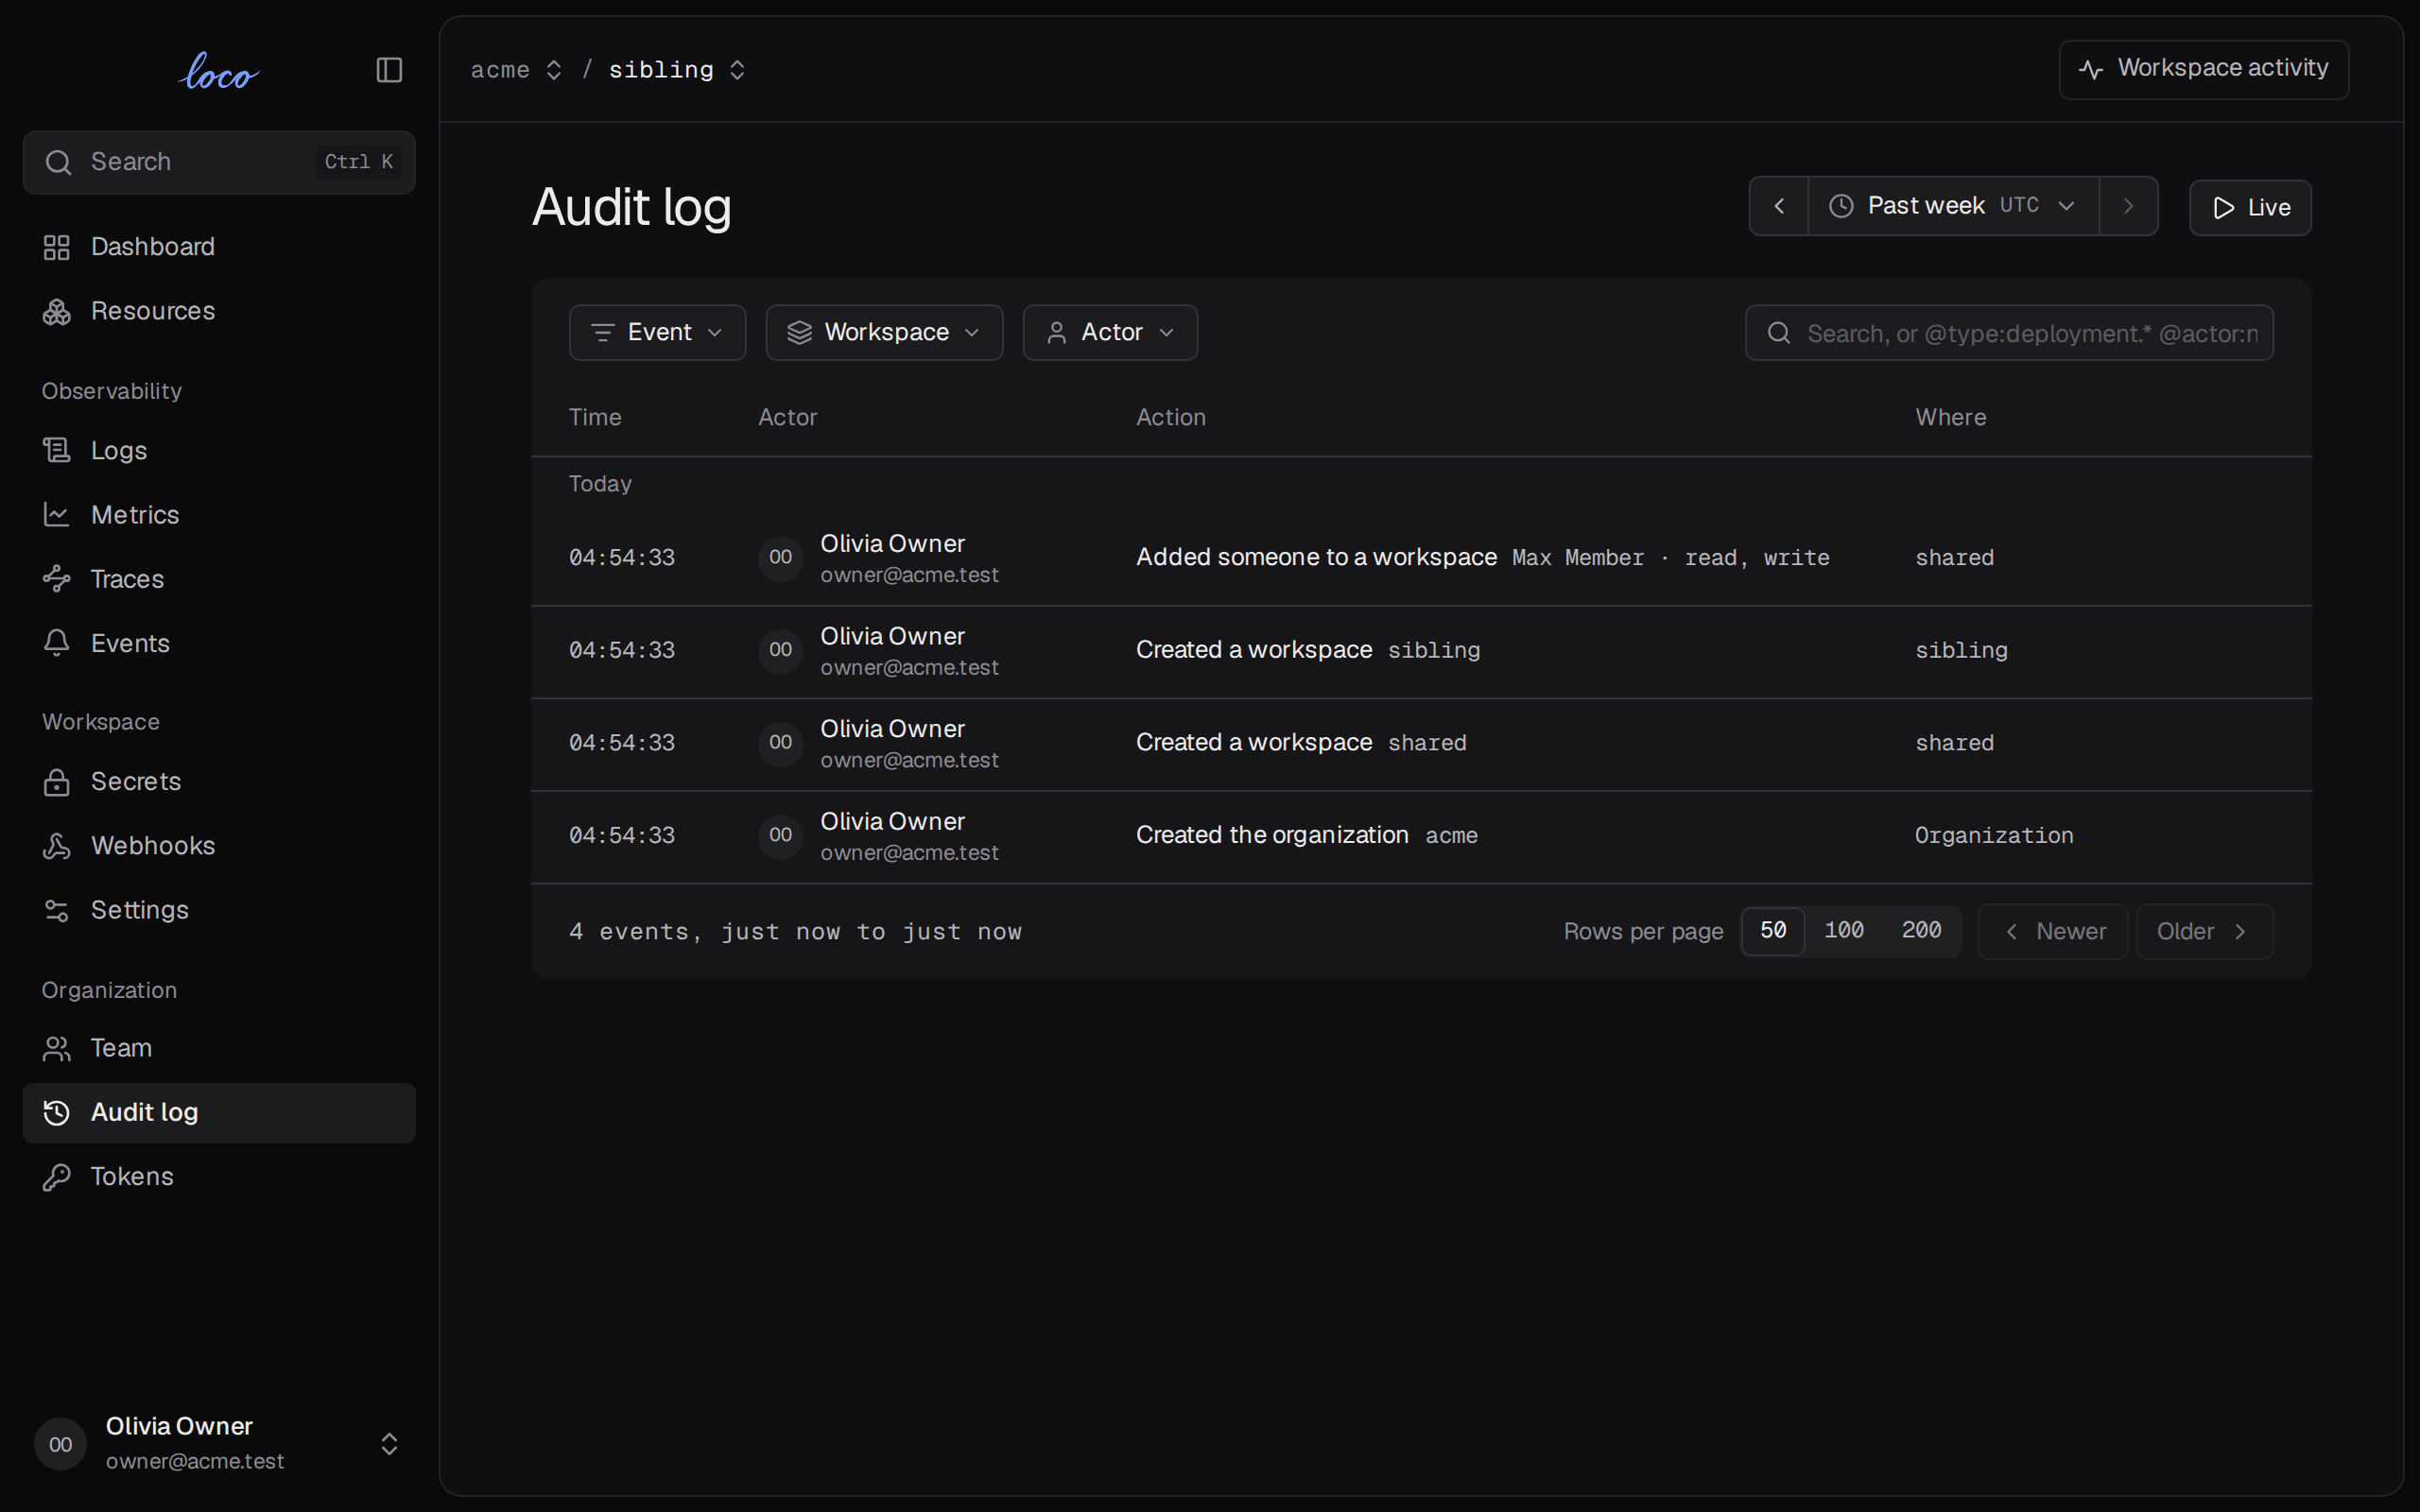 loco
Search Ctrl K
Dashboard
Resources
Observability
Logs
Metrics
Traces
Events
Workspace
Secrets
Webhooks
Settings
Organization
Team
Audit log
Tokens
OO Olivia Owner
owner@acme.test
acme / sibling
Workspace activity
Audit log
Past week UTC
Live
Event Workspace Actor
Search, or @type:deployment.* @actor:n
Time Actor Action Where
Today
04:54:33 OO Olivia Owner owner@acme.test Added someone to a workspace Max Member · read, write shared
04:54:33 OO Olivia Owner owner@acme.test Created a workspace sibling sibling
04:54:33 OO Olivia Owner owner@acme.test Created a workspace shared shared
04:54:33 OO Olivia Owner owner@acme.test Created the organization acme Organization
4 events, just now to just now Rows per page 50 100 200 Newer Older